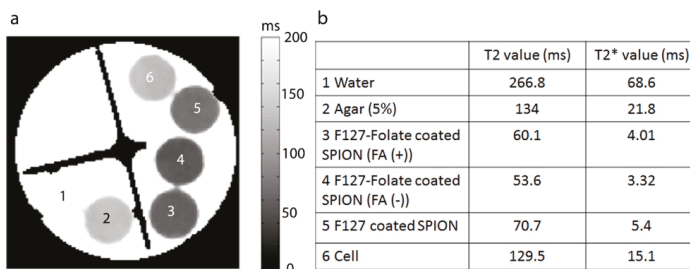 a
ms
200
150
100
50
0
6
5
4
3
2
1
b
T2 value (ms) T2* value (ms)
1 Water 266.8 68.6
2 Agar (5%) 134 21.8
3 F127-Folate coated
SPION (FA (+)) 60.1 4.01
4 F127-Folate coated
SPION (FA (-)) 53.6 3.32
5 F127 coated SPION 70.7 5.4
6 Cell 129.5 15.1